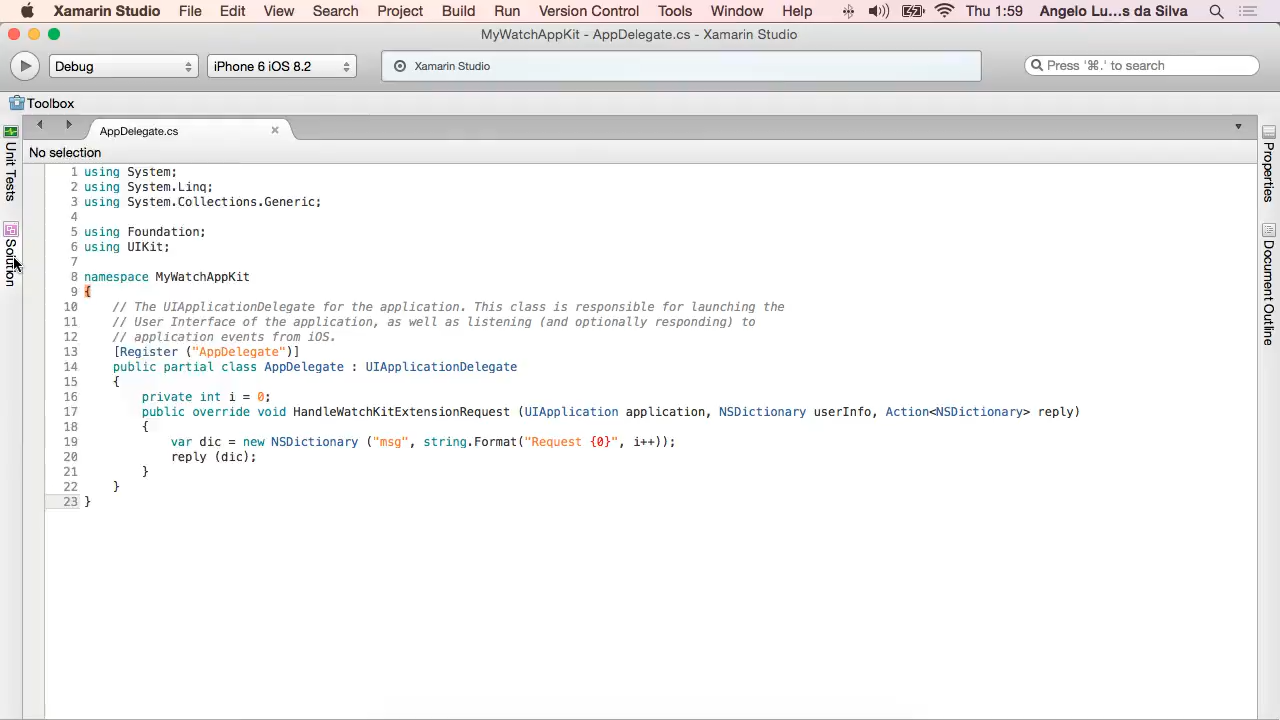 Xamarin Studio File Edit View Search Project Build Run Version Control Tools Window Help Thu 1:59 Angelo Lu...s da Silva
MyWatchAppKit - AppDelegate.cs - Xamarin Studio
Debug iPhone 6 iOS 8.2 Xamarin Studio Press '⌘.' to search
Toolbox
AppDelegate.cs
No selection
Unit Tests
Solution
1 using System;
2 using System.Linq;
3 using System.Collections.Generic;
4
5 using Foundation;
6 using UIKit;
7
8 namespace MyWatchAppKit
9 {
10 // The UIApplicationDelegate for the application. This class is responsible for launching the
11 // User Interface of the application, as well as listening (and optionally responding) to
12 // application events from iOS.
13 [Register ("AppDelegate")]
14 public partial class AppDelegate : UIApplicationDelegate
15 {
16 private int i = 0;
17 public override void HandleWatchKitExtensionRequest (UIApplication application, NSDictionary userInfo, Action<NSDictionary> reply)
18 {
19 var dic = new NSDictionary ("msg", string.Format("Request {0}", i++));
20 reply (dic);
21 }
22 }
23 }
Properties
Document Outline